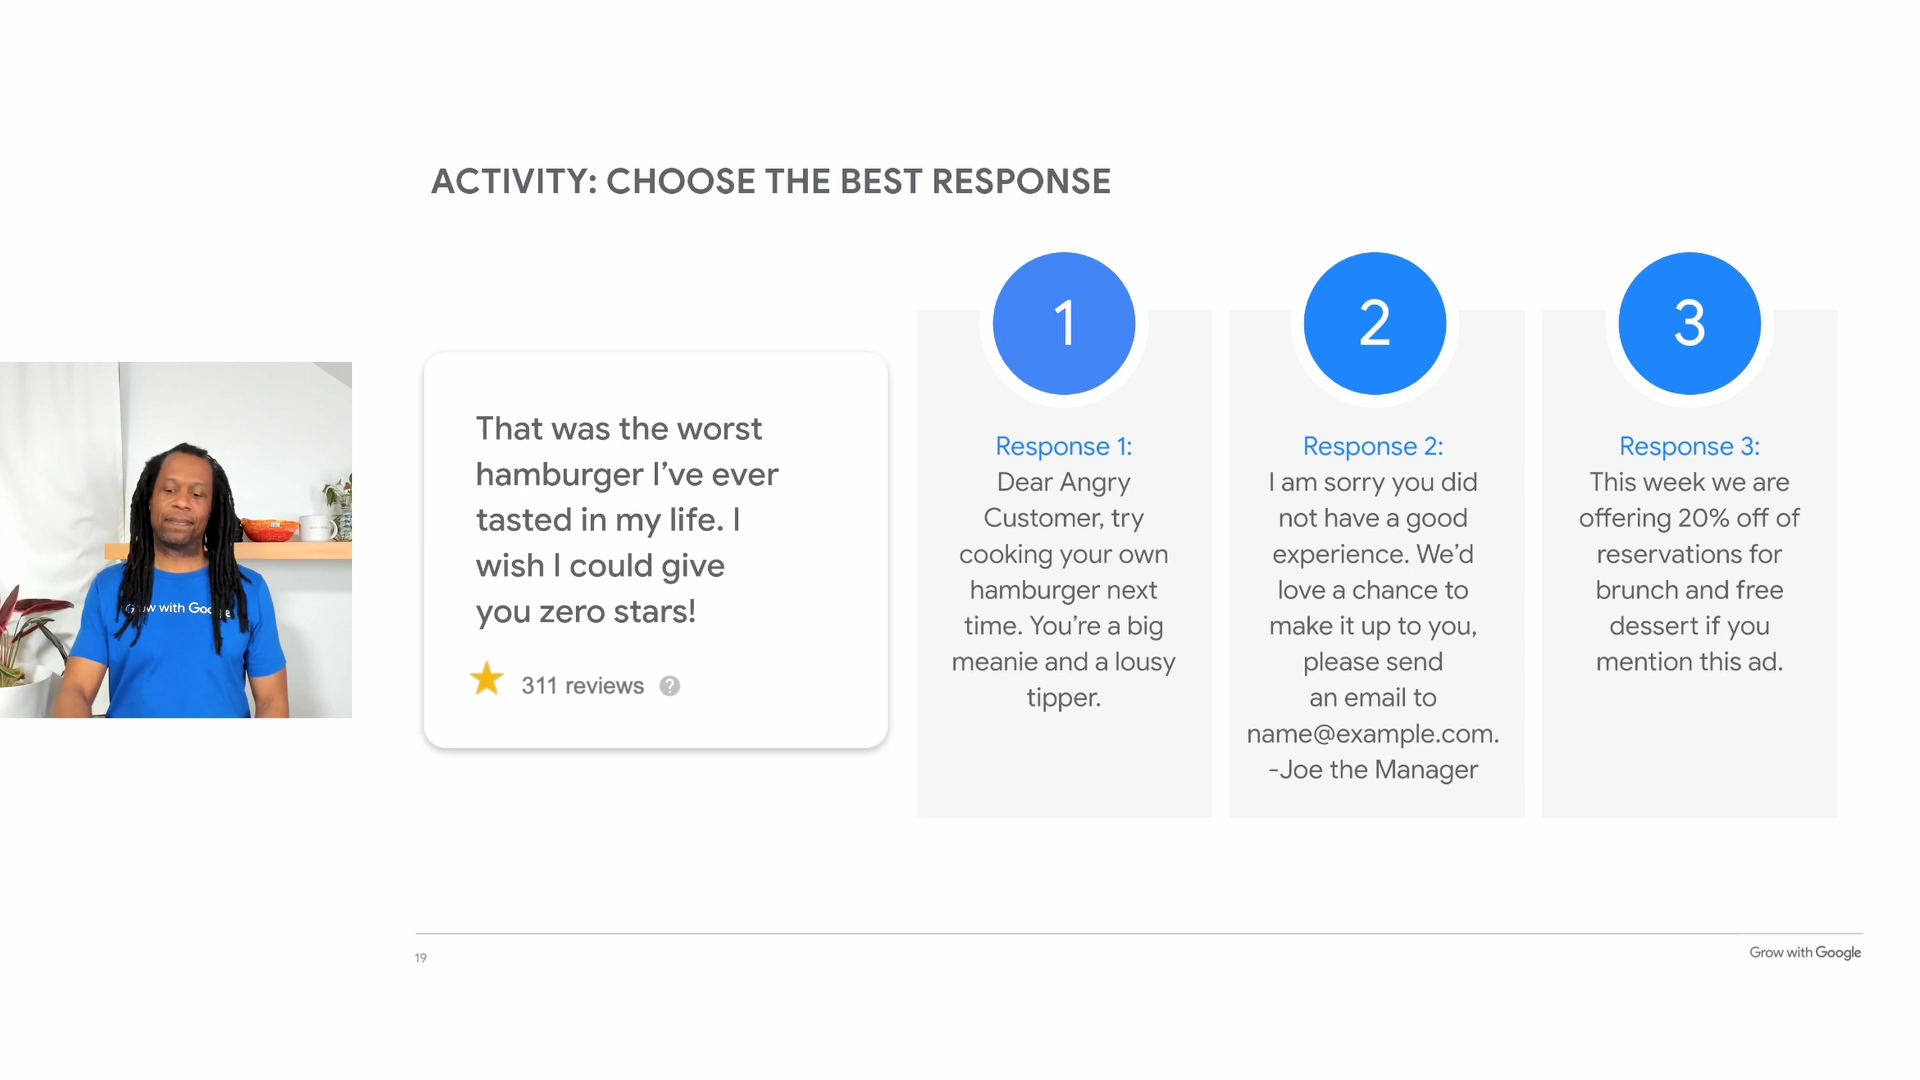 ACTIVITY: CHOOSE THE BEST RESPONSE
That was the worst
hamburger I’ve ever
tasted in my life. I
wish I could give
you zero stars!
311 reviews ?
1
Response 1:
Dear Angry
Customer, try
cooking your own
hamburger next
time. You’re a big
meanie and a lousy
tipper.
2
Response 2:
I am sorry you did
not have a good
experience. We’d
love a chance to
make it up to you,
please send
an email to
name@example.com.
-Joe the Manager
3
Response 3:
This week we are
offering 20% off of
reservations for
brunch and free
dessert if you
mention this ad.
Grow with Google
19
Grow with Google